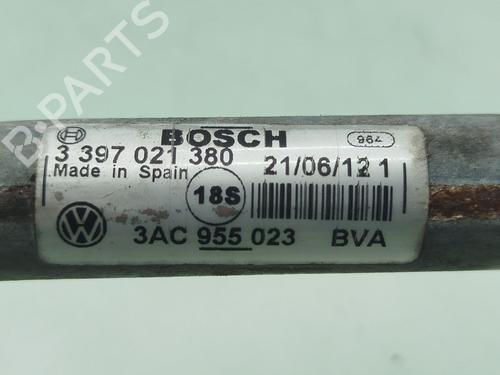 BOSCH
964
3 397 021 380
21/06/12 1
Made in Spain
18S
VW
3AC 955 023
BVA
B-PARTS